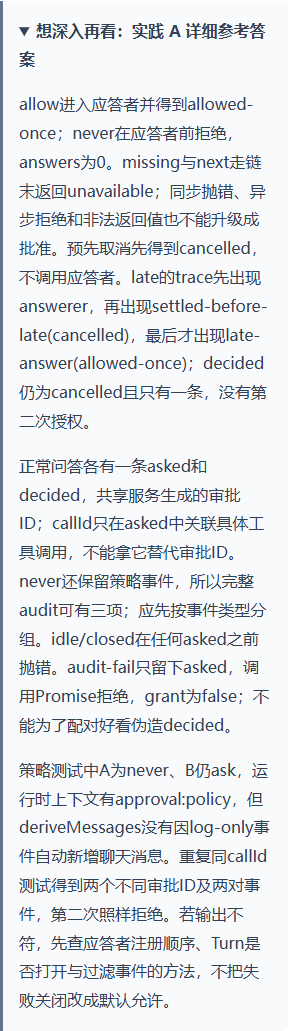 ▼ 想深入再看：实践 A 详细参考答
案
allow进入应答者并得到allowed-
once；never在应答者前拒绝，
answers为0。missing与next走链
末返回unavailable；同步抛错、异
步拒绝和非法返回值也不能升级成
批准。预先取消先得到cancelled，
不调用应答者。late的trace先出现
answerer，再出现settled-before-
late(cancelled)，最后才出现late-
answer(allowed-once)；decided
仍为cancelled且只有一条，没有第
二次授权。
正常问答各有一条asked和
decided，共享服务生成的审批
ID；callId只在asked中关联具体工
具调用，不能拿它替代审批ID。
never还保留策略事件，所以完整
audit可有三项；应先按事件类型分
组。idle/closed在任何asked之前
抛错。audit-fail只留下asked，调
用Promise拒绝，grant为false；不
能为了配对好看伪造decided。
策略测试中A为never、B仍ask，运
行时上下文有approval:policy，但
deriveMessages没有因log-only事
件自动新增聊天消息。重复同callId
测试得到两个不同审批ID及两对事
件，第二次照样拒绝。若输出不
符，先查应答者注册顺序、Turn是
否打开与过滤事件的方法，不把失
败关闭改成默认允许。